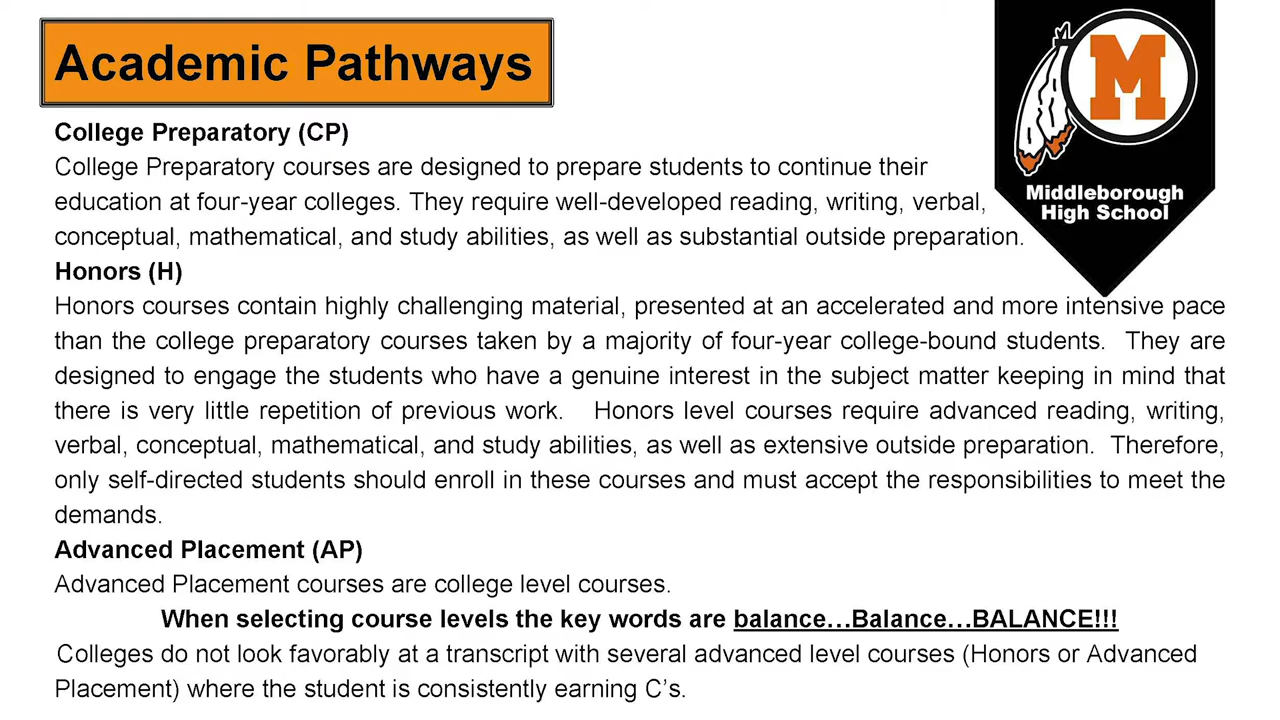 Academic Pathways
M
Middleborough
High School
College Preparatory (CP)
College Preparatory courses are designed to prepare students to continue their
education at four-year colleges. They require well-developed reading, writing, verbal,
conceptual, mathematical, and study abilities, as well as substantial outside preparation.
Honors (H)
Honors courses contain highly challenging material, presented at an accelerated and more intensive pace
than the college preparatory courses taken by a majority of four-year college-bound students. They are
designed to engage the students who have a genuine interest in the subject matter keeping in mind that
there is very little repetition of previous work. Honors level courses require advanced reading, writing,
verbal, conceptual, mathematical, and study abilities, as well as extensive outside preparation. Therefore,
only self-directed students should enroll in these courses and must accept the responsibilities to meet the
demands.
Advanced Placement (AP)
Advanced Placement courses are college level courses.
When selecting course levels the key words are balance…Balance…BALANCE!!!
Colleges do not look favorably at a transcript with several advanced level courses (Honors or Advanced
Placement) where the student is consistently earning C’s.